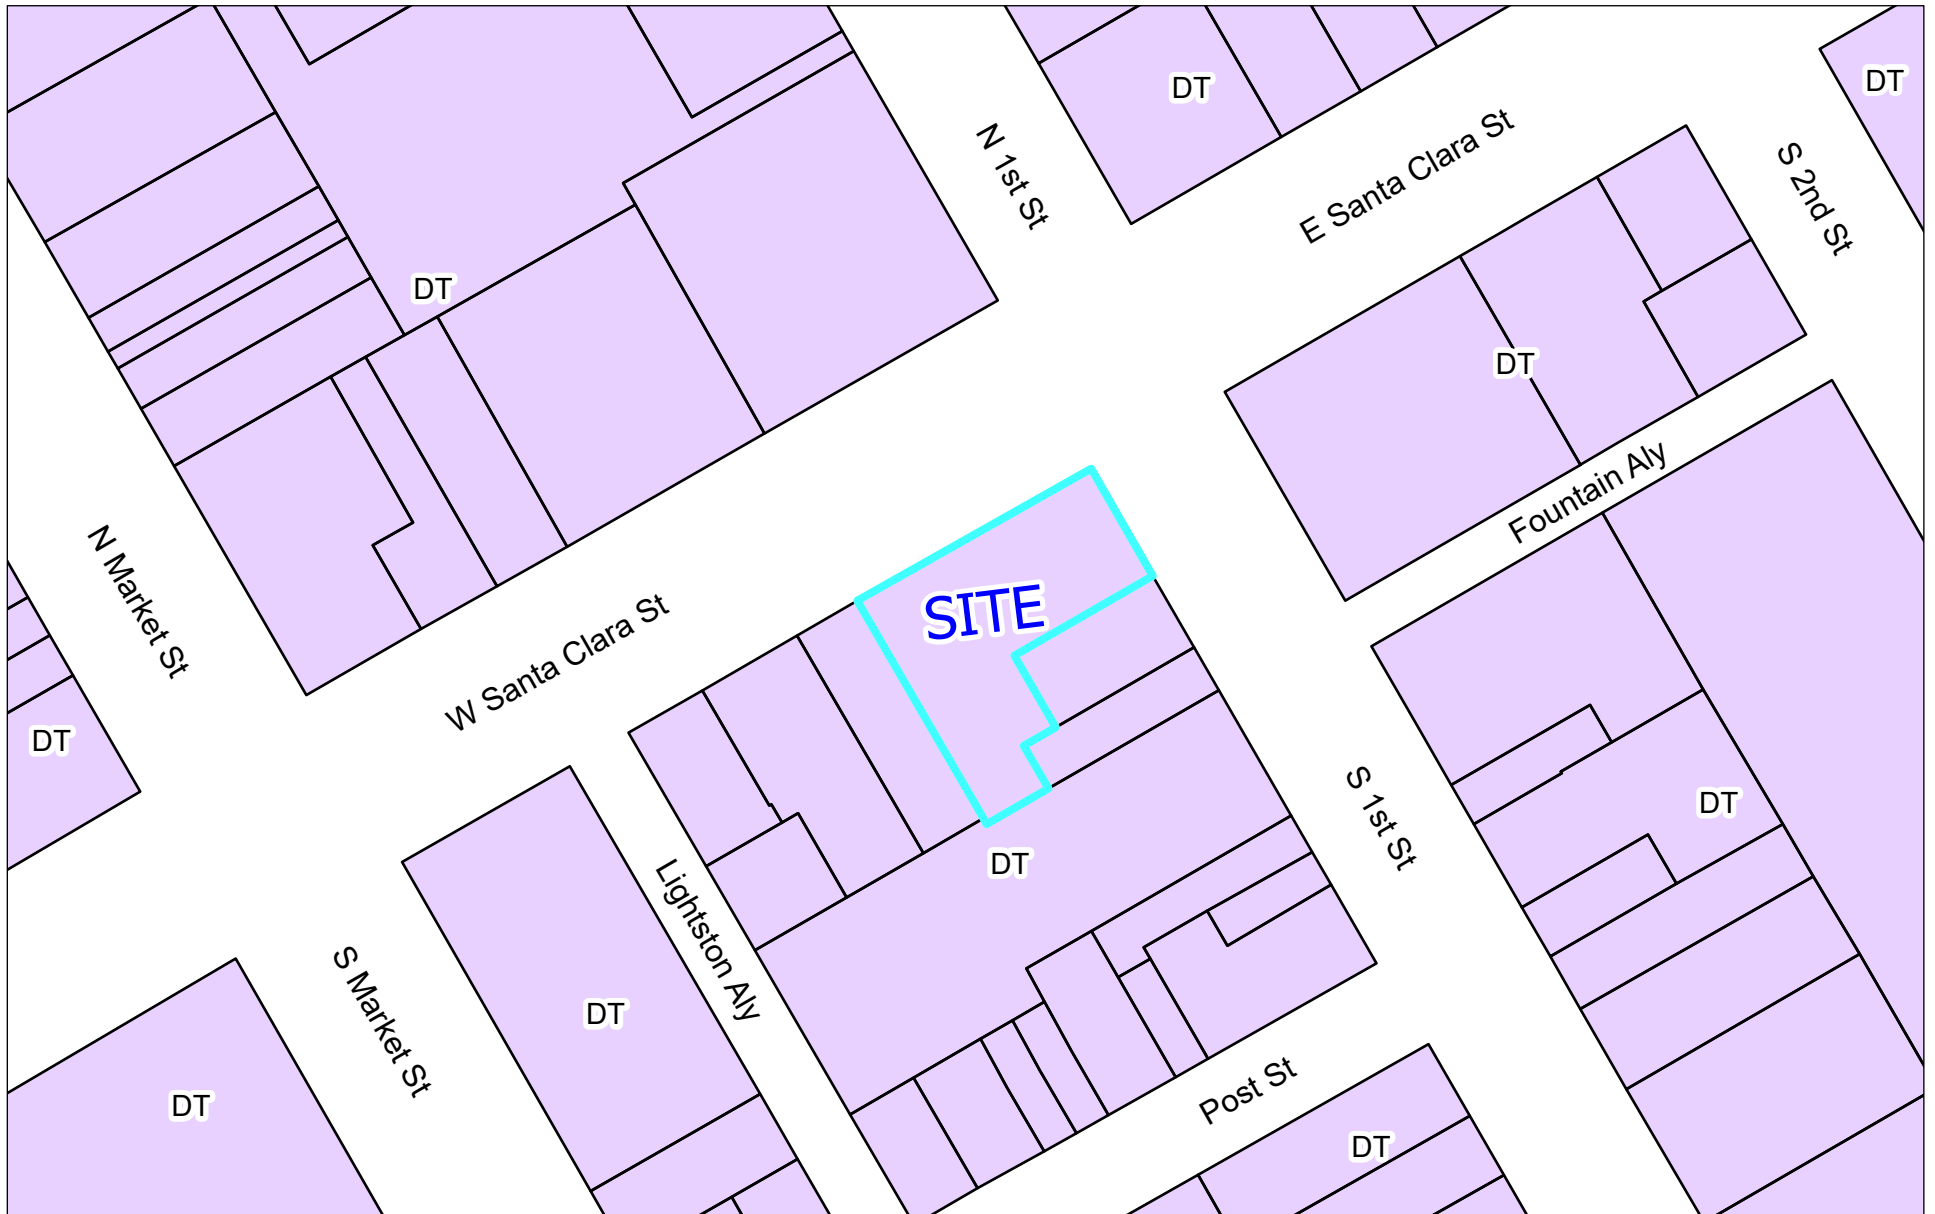 DT
DT
N 1st St
E Santa Clara St
S 2nd St
DT
DT
Fountain Aly
N Market St
SITE
W Santa Clara St
DT
S 1st St
DT
DT
Lightston Aly
S Market St
DT
DT
Post St
DT